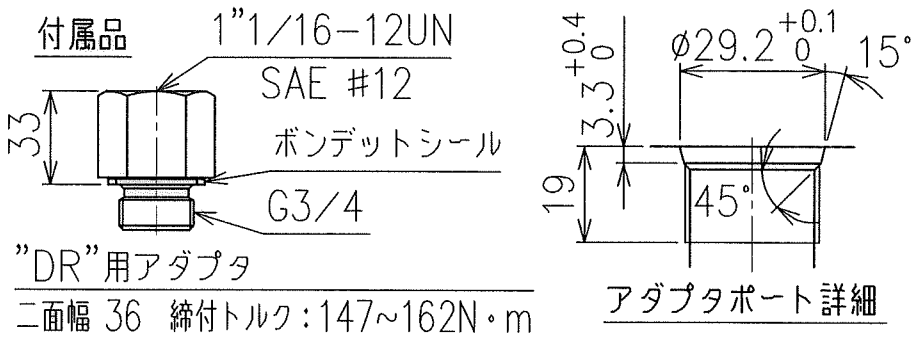 付属品
1"1/16-12UN
SAE #12
33
ボンデットシール
G3/4
"DR"用アダプタ
二面幅 36 締付トルク:147~162N・m
ø29.2 +0.1 0
15°
3.3 +0.4 0
19
45°
アダプタポート詳細